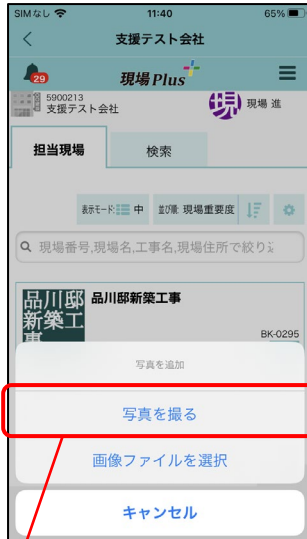 SIMなし 11:40 65%
支援テスト会社
29
現場Plus
5900213
支援テスト会社
現 現場 進
担当現場 検索
表示モード: 中 並び順: 現場重要度
現場番号,現場名,工事名,現場住所で絞り込
品川邸新築工事
品川邸新築工事
BK-0295
写真を追加
写真を撮る
画像ファイルを選択
キャンセル